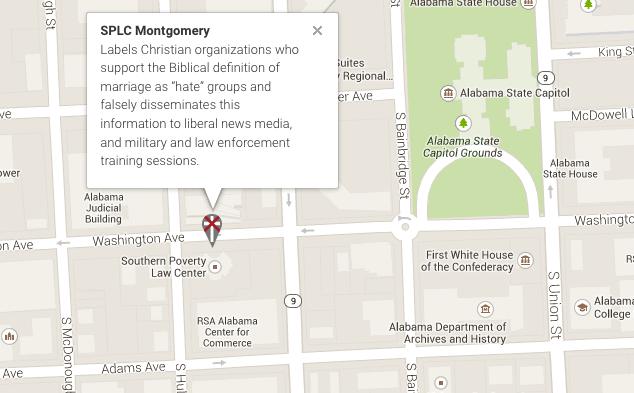 gh St
St
Alabama State House
SPLC Montgomery
Labels Christian organizations who
support the Biblical definition of
marriage as “hate” groups and
falsely disseminates this
information to liberal news media,
and military and law enforcement
training sessions.
King St
Suites
y Regional...
9
Alabama State Capitol
er Ave
ve
McDowell L
S Bainbridge St
Alabama State
Capitol Grounds
Alabama
State House
ower
Alabama
Judicial
Building
Washington
on Ave
Washington Ave
Southern Poverty
Law Center
First White House
of the Confederacy
9
S Union St
Alabama
College
RSA Alabama
Center for
Commerce
Alabama Department of
Archives and History
S McDonough
S Hu
Ave
Adams Ave
S Bai